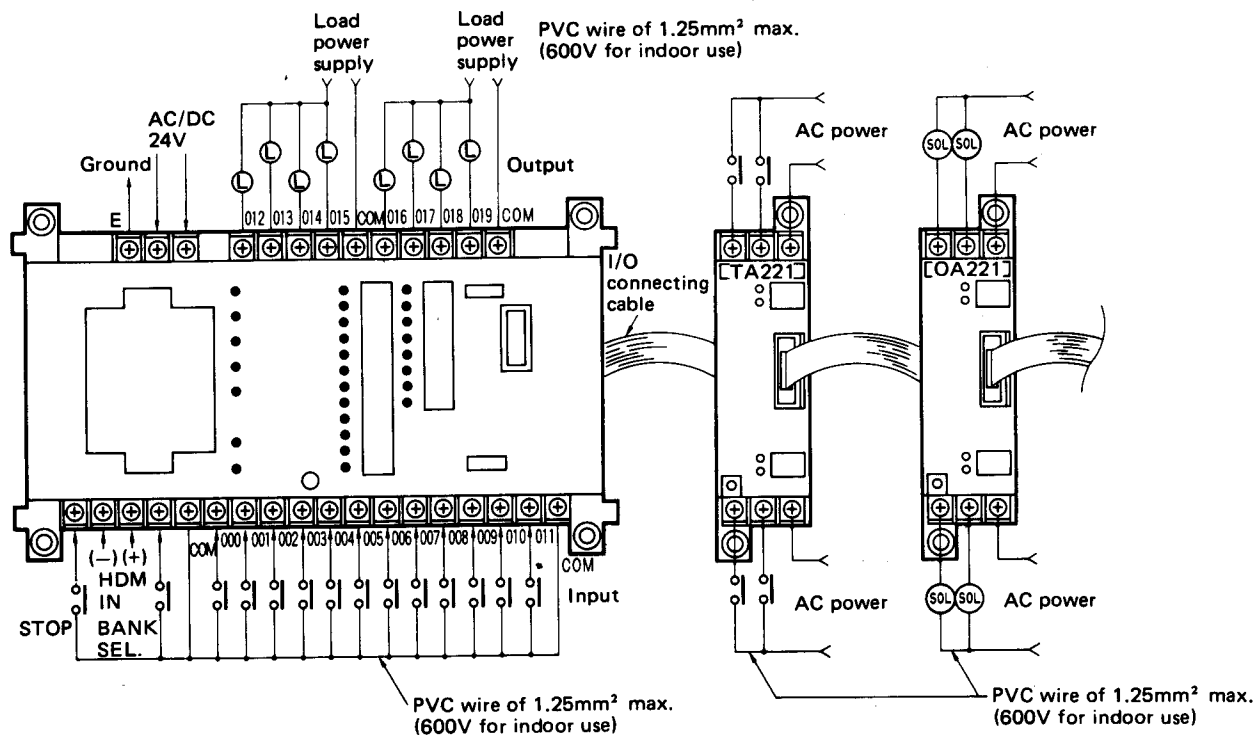 Load
power
supply
Load
power
supply
PVC wire of 1.25mm² max.
(600V for indoor use)
AC/DC
24V
Ground
Output
AC power
SOL SOL
AC power
E
012 013 014 015 COM 016 017 018 019 COM
L L L L L L L L
I/O
connecting
cable
[TA221]
[OA221]
COM 000 001 002 003 004 005 006 007 008 009 010 011
COM
(−) (+)
HDM
IN
STOP
BANK
SEL.
Input
AC power
SOL SOL
AC power
PVC wire of 1.25mm² max.
(600V for indoor use)
PVC wire of 1.25mm² max.
(600V for indoor use)